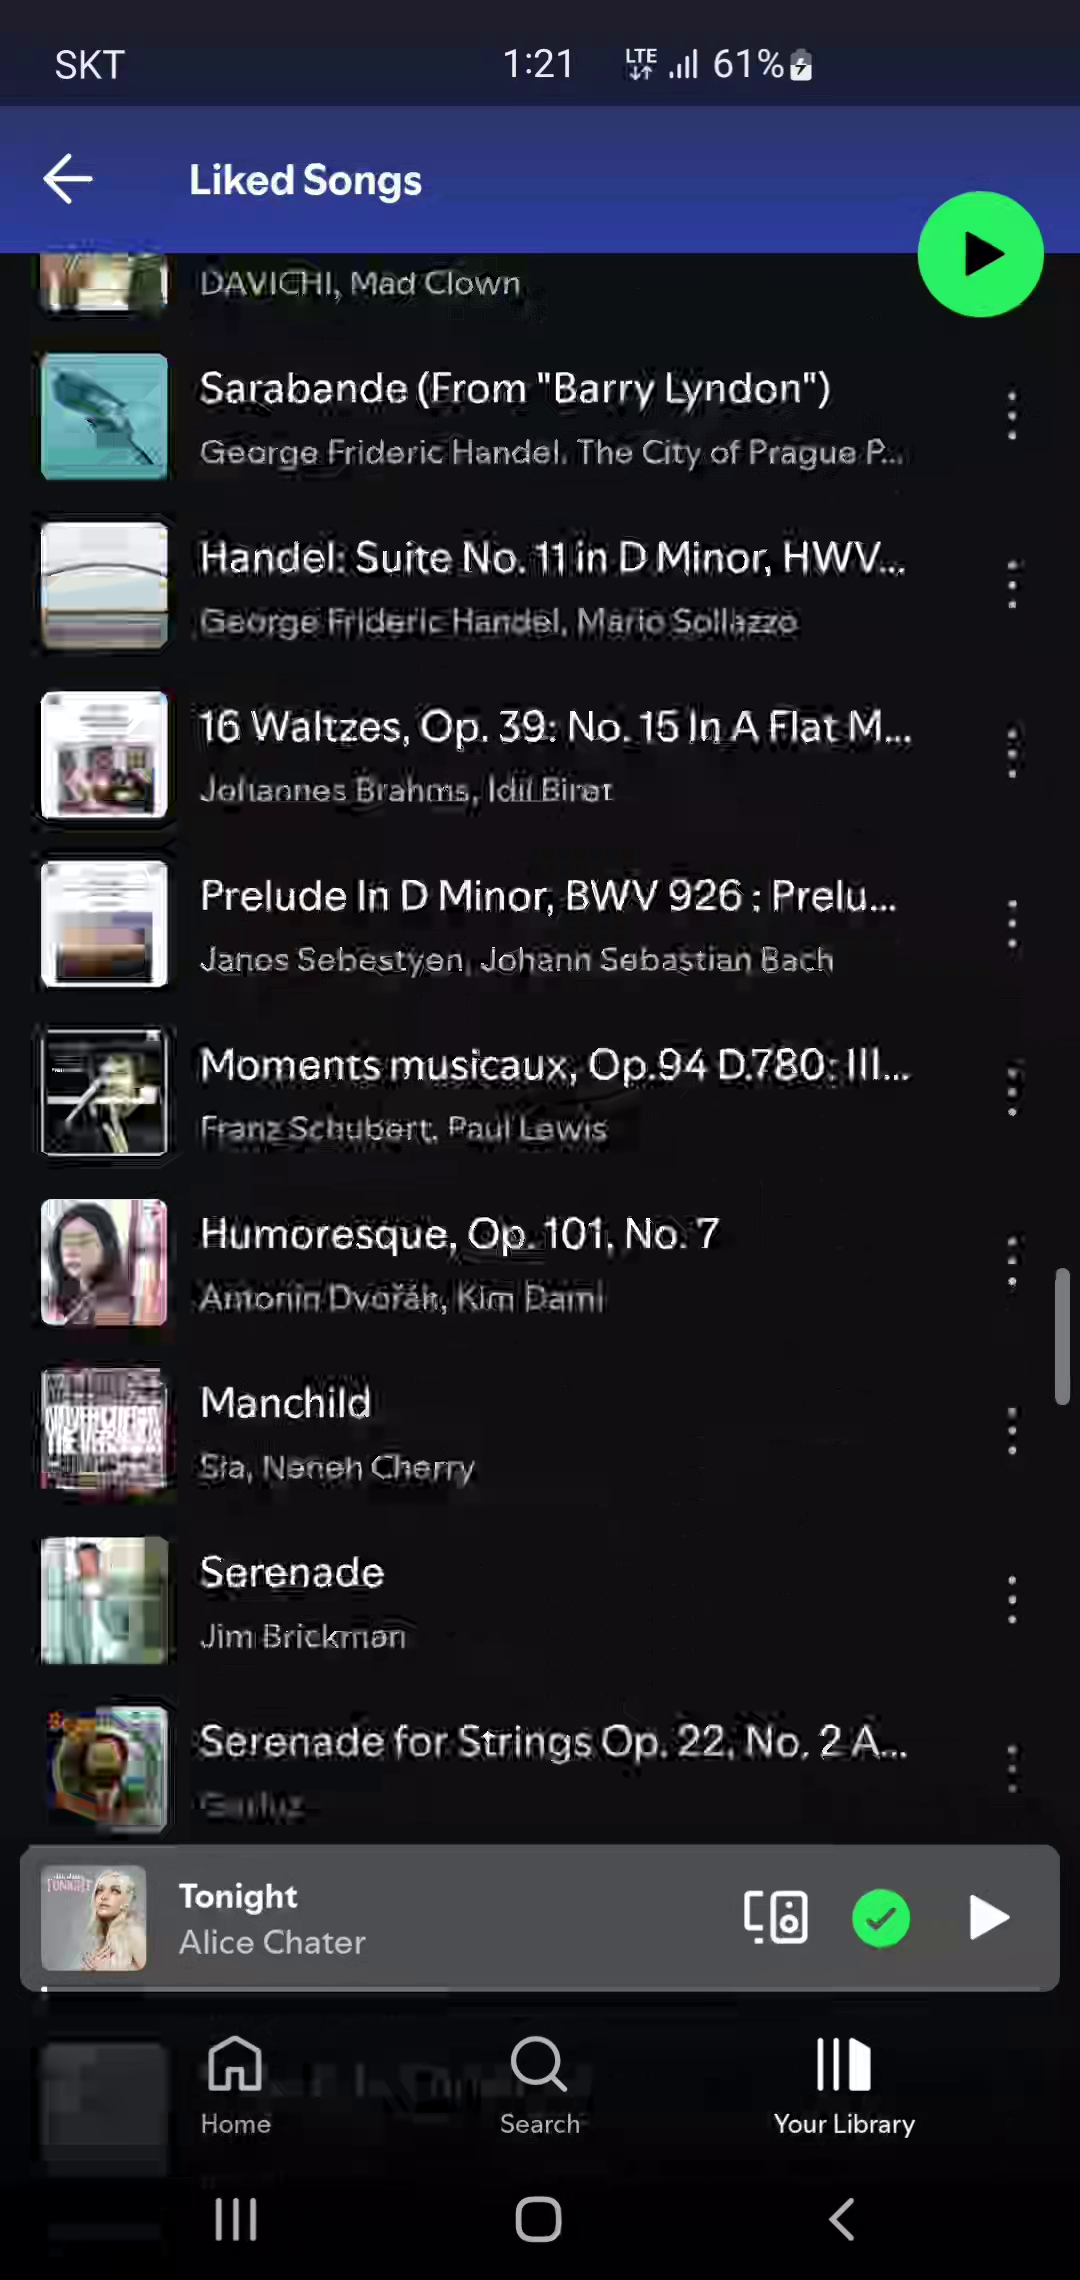 SKT 1:21 LTE 61%
Liked Songs
DAVICHI, Mad Clown
Sarabande (From "Barry Lyndon")
George Frideric Handel, The City of Prague P...
Handel: Suite No. 11 in D Minor, HWV...
George Frideric Handel, Mario Sollazzo
16 Waltzes, Op. 39: No. 15 In A Flat M...
Johannes Brahms, Idil Biret
Prelude In D Minor, BWV 926 : Prelu...
Janos Sebestyen, Johann Sebastian Bach
Moments musicaux, Op.94 D.780: III...
Franz Schubert, Paul Lewis
Humoresque, Op. 101, No. 7
Antonín Dvořák, Kim Dami
Manchild
Sia, Neneh Cherry
Serenade
Jim Brickman
Serenade for Strings Op. 22, No. 2 A...
TONIGHT
Tonight
Alice Chater
Home
Search
Your Library